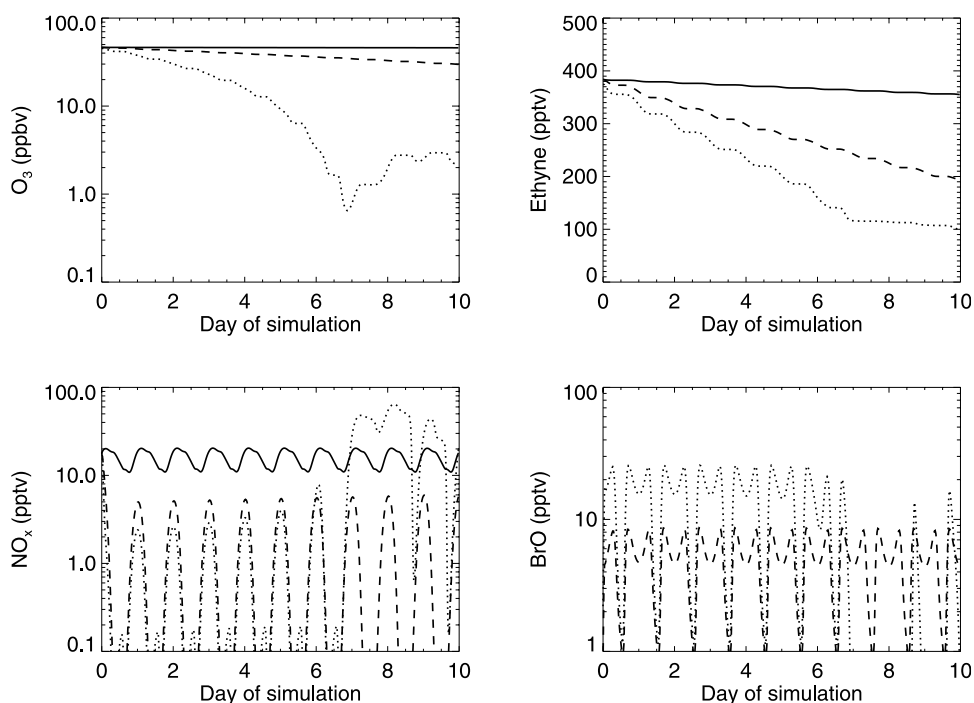 100.0
10.0
1.0
0.1
O₃ (ppbv)
0 2 4 6 8 10
Day of simulation
500
400
300
200
100
0
Ethyne (pptv)
0 2 4 6 8 10
Day of simulation
100.0
10.0
1.0
0.1
NOₓ (pptv)
0 2 4 6 8 10
Day of simulation
100
10
1
BrO (pptv)
0 2 4 6 8 10
Day of simulation